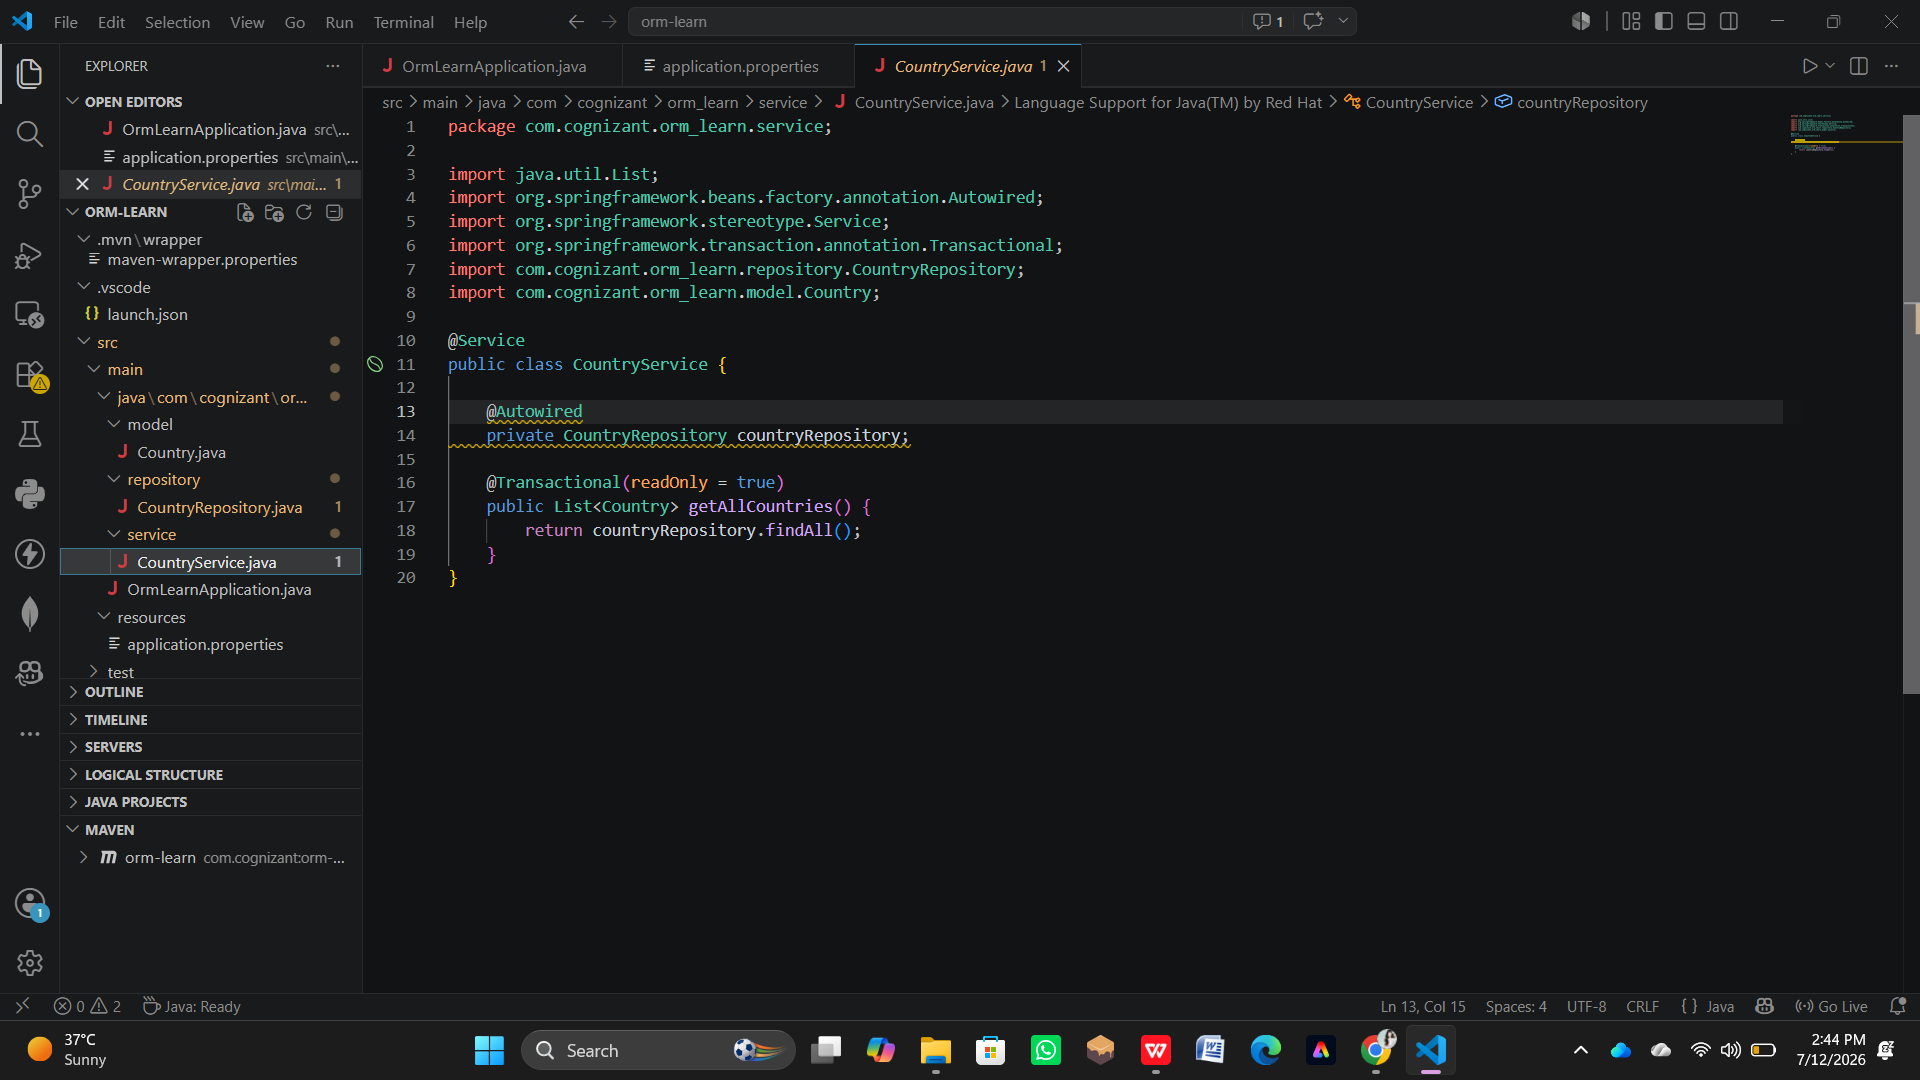 File Edit Selection View Go Run Terminal Help
orm-learn
1
EXPLORER
OrmLearnApplication.java
application.properties
CountryService.java 1
OPEN EDITORS
OrmLearnApplication.java src\...
application.properties src\main\...
CountryService.java src\mai... 1
ORM-LEARN
.mvn\wrapper
maven-wrapper.properties
.vscode
launch.json
src
main
java\com\cognizant\or...
model
Country.java
repository
CountryRepository.java 1
service
CountryService.java 1
OrmLearnApplication.java
resources
application.properties
test
OUTLINE
TIMELINE
SERVERS
LOGICAL STRUCTURE
JAVA PROJECTS
MAVEN
orm-learn com.cognizant:orm-...
1
src > main > java > com > cognizant > orm_learn > service > CountryService.java > Language Support for Java(TM) by Red Hat > CountryService > countryRepository
1 package com.cognizant.orm_learn.service;
2
3 import java.util.List;
4 import org.springframework.beans.factory.annotation.Autowired;
5 import org.springframework.stereotype.Service;
6 import org.springframework.transaction.annotation.Transactional;
7 import com.cognizant.orm_learn.repository.CountryRepository;
8 import com.cognizant.orm_learn.model.Country;
9
10 @Service
11 public class CountryService {
12
13 @Autowired
14 private CountryRepository countryRepository;
15
16 @Transactional(readOnly = true)
17 public List<Country> getAllCountries() {
18 return countryRepository.findAll();
19 }
20 }
0 2 Java: Ready
Ln 13, Col 15 Spaces: 4 UTF-8 CRLF { } Java Go Live
37°C
Sunny
Search
2:44 PM
7/12/2026